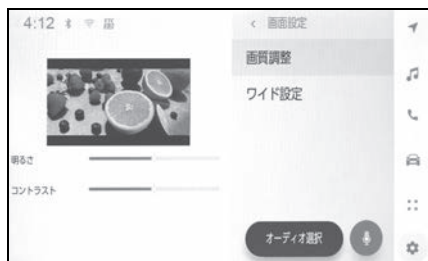 4:12
明るさ
コントラスト
画面設定
画質調整
ワイド設定
オーディオ選択